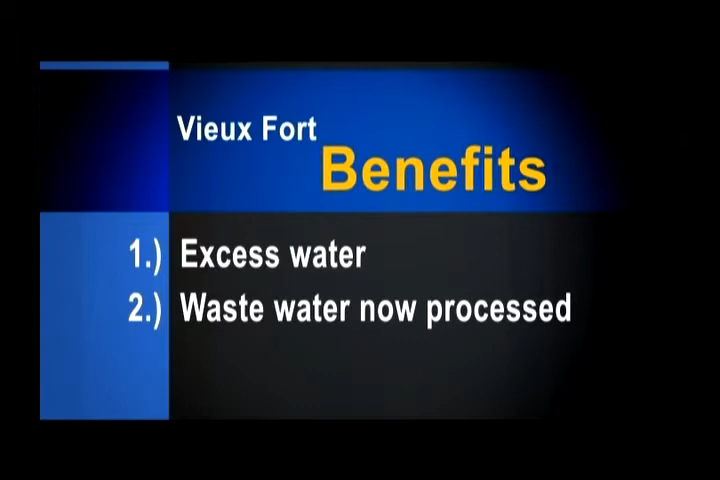 Vieux Fort
Benefits
1.) Excess water
2.) Waste water now processed